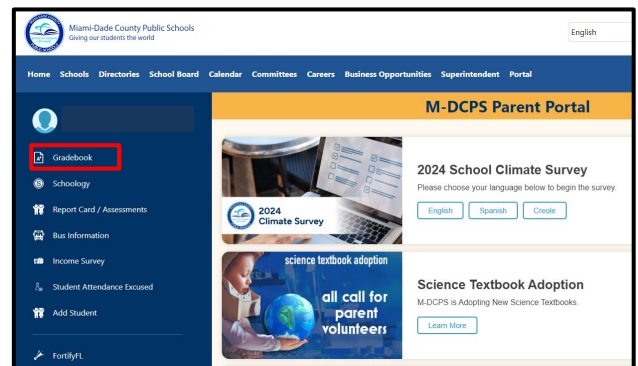 Miami-Dade County Public Schools
Giving our students the world
English
Home Schools Directories School Board Calendar Committees Careers Business Opportunities Superintendent Portal
M-DCPS Parent Portal
Gradebook
Schoology
Report Card / Assessments
Bus Information
Income Survey
Student Attendance Excused
Add Student
FortifyFL
2024
Climate Survey
2024 School Climate Survey
Please choose your language below to begin the survey.
English Spanish Creole
science textbook adoption
all call for
parent
volunteers
Science Textbook Adoption
M-DCPS is Adopting New Science Textbooks.
Learn More